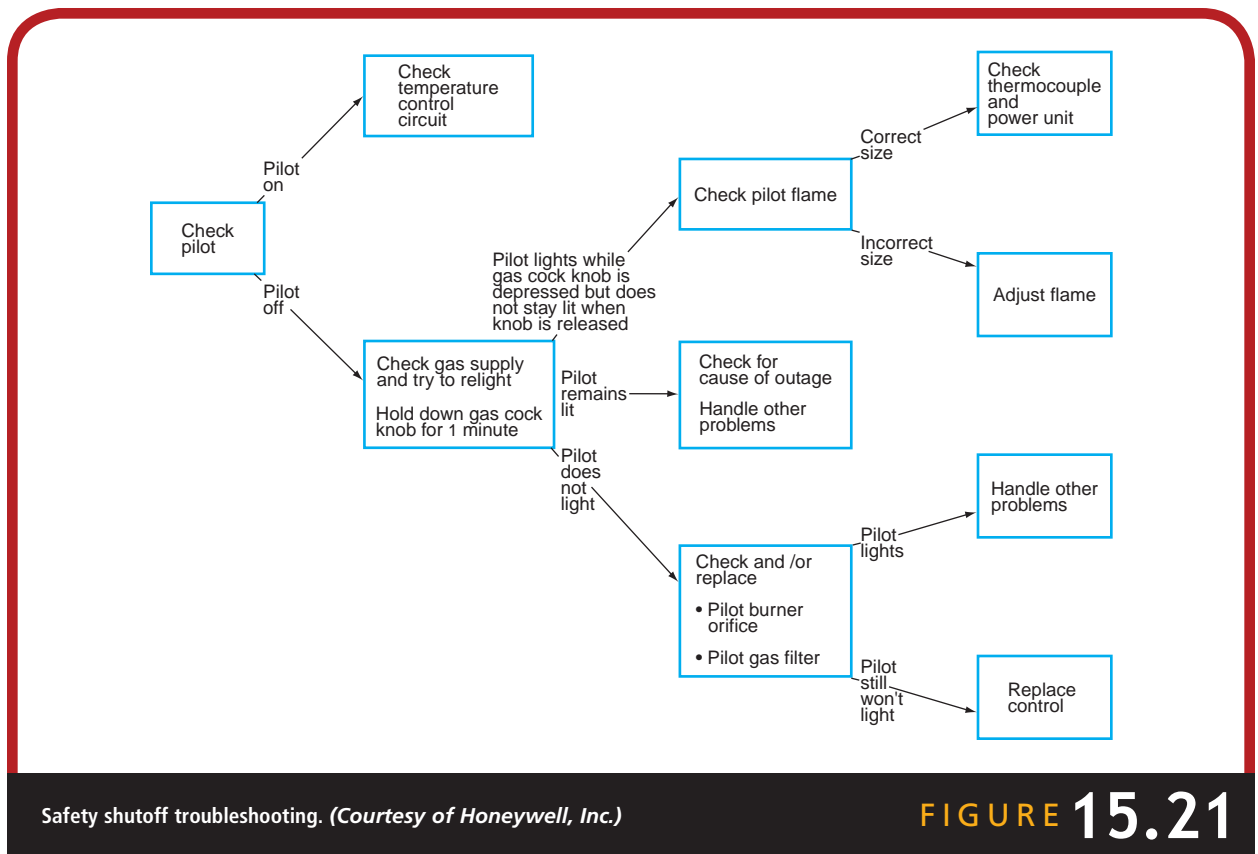 Check
pilot
Pilot
on
Pilot
off
Check
temperature
control
circuit
Check gas supply
and try to relight
Hold down gas cock
knob for 1 minute
Pilot lights while
gas cock knob is
depressed but does
not stay lit when
knob is released
Pilot
remains
lit
Pilot
does
not
light
Check pilot flame
Correct
size
Incorrect
size
Check
thermocouple
and
power unit
Adjust flame
Check for
cause of outage
Handle other
problems
Check and /or
replace
• Pilot burner
orifice
• Pilot gas filter
Pilot
lights
Pilot
still
won't
light
Handle other
problems
Replace
control
Safety shutoff troubleshooting. (Courtesy of Honeywell, Inc.)
FIGURE 15.21